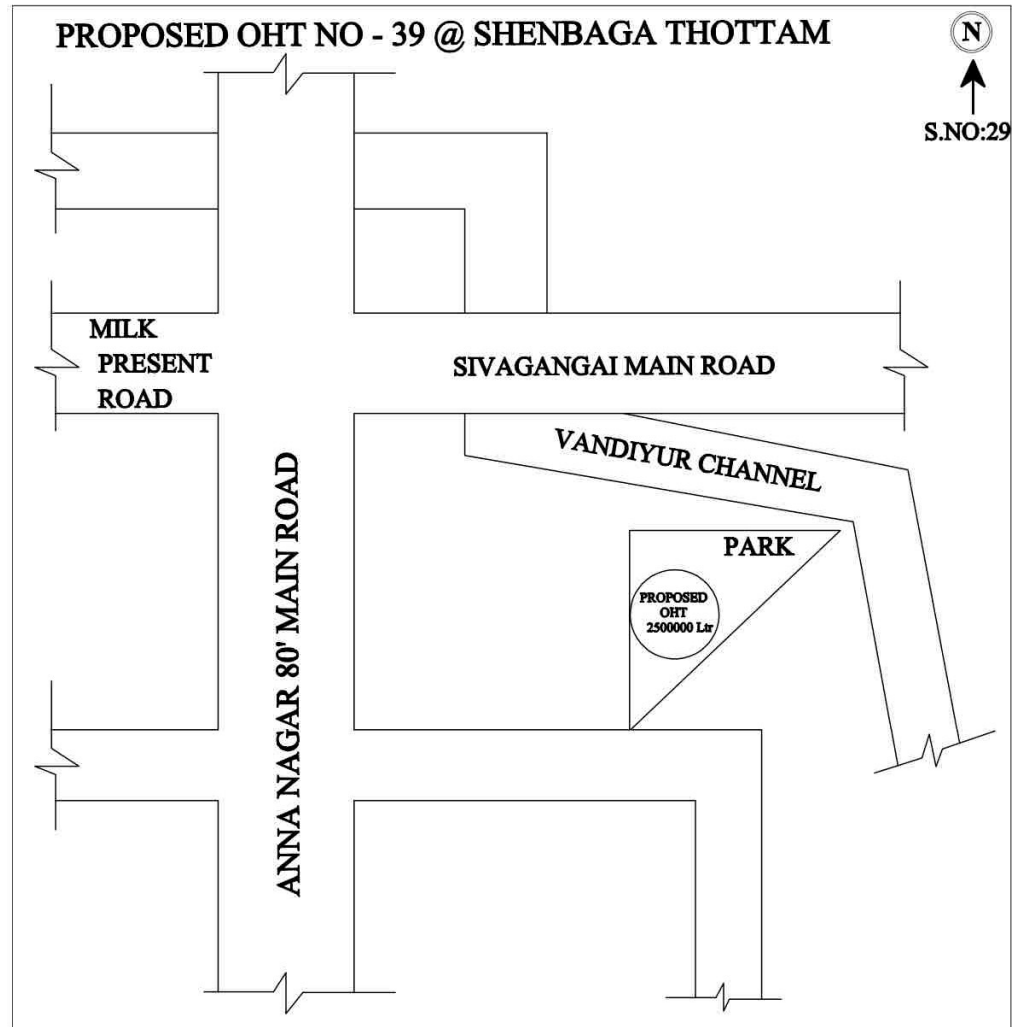 PROPOSED OHT NO - 39 @ SHENBAGA THOTTAM
N
S.NO:29
MILK
PRESENT
ROAD
SIVAGANGAI MAIN ROAD
VANDIYUR CHANNEL
ANNA NAGAR 80' MAIN ROAD
PARK
PROPOSED
OHT
2500000 Ltr